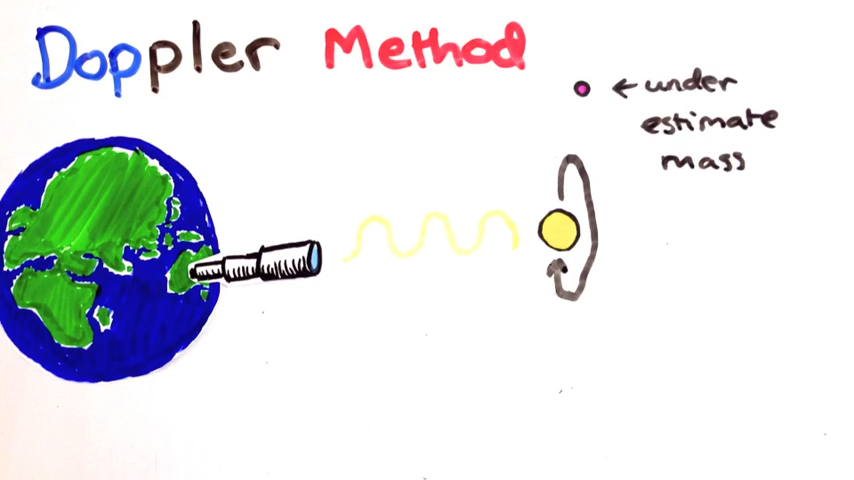 Doppler Method
← under
estimate
mass